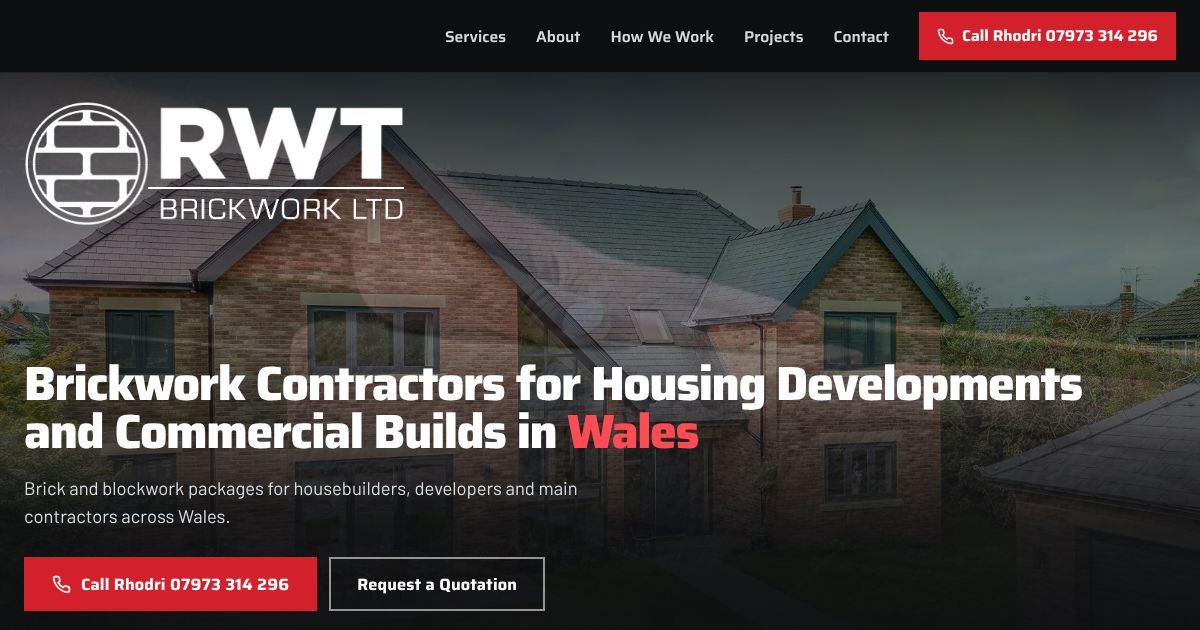 Services About How We Work Projects Contact Call Rhodri 07973 314 296
RWT
BRICKWORK LTD
Brickwork Contractors for Housing Developments
and Commercial Builds in Wales
Brick and blockwork packages for housebuilders, developers and main
contractors across Wales.
Call Rhodri 07973 314 296 Request a Quotation